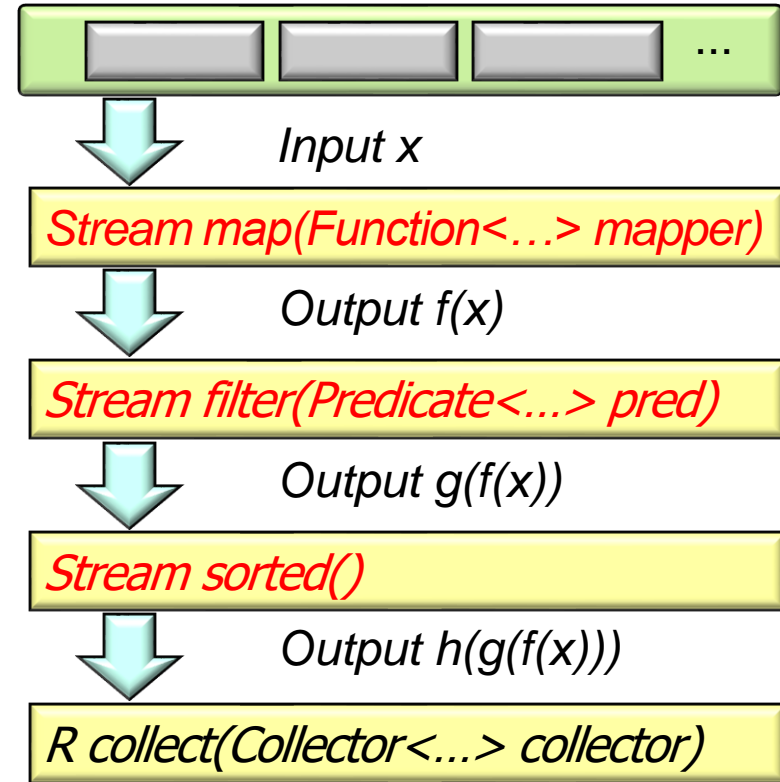 ...
Input x
Stream map(Function<…> mapper)
Output f(x)
Stream filter(Predicate<...> pred)
Output g(f(x))
Stream sorted()
Output h(g(f(x)))
R collect(Collector<...> collector)